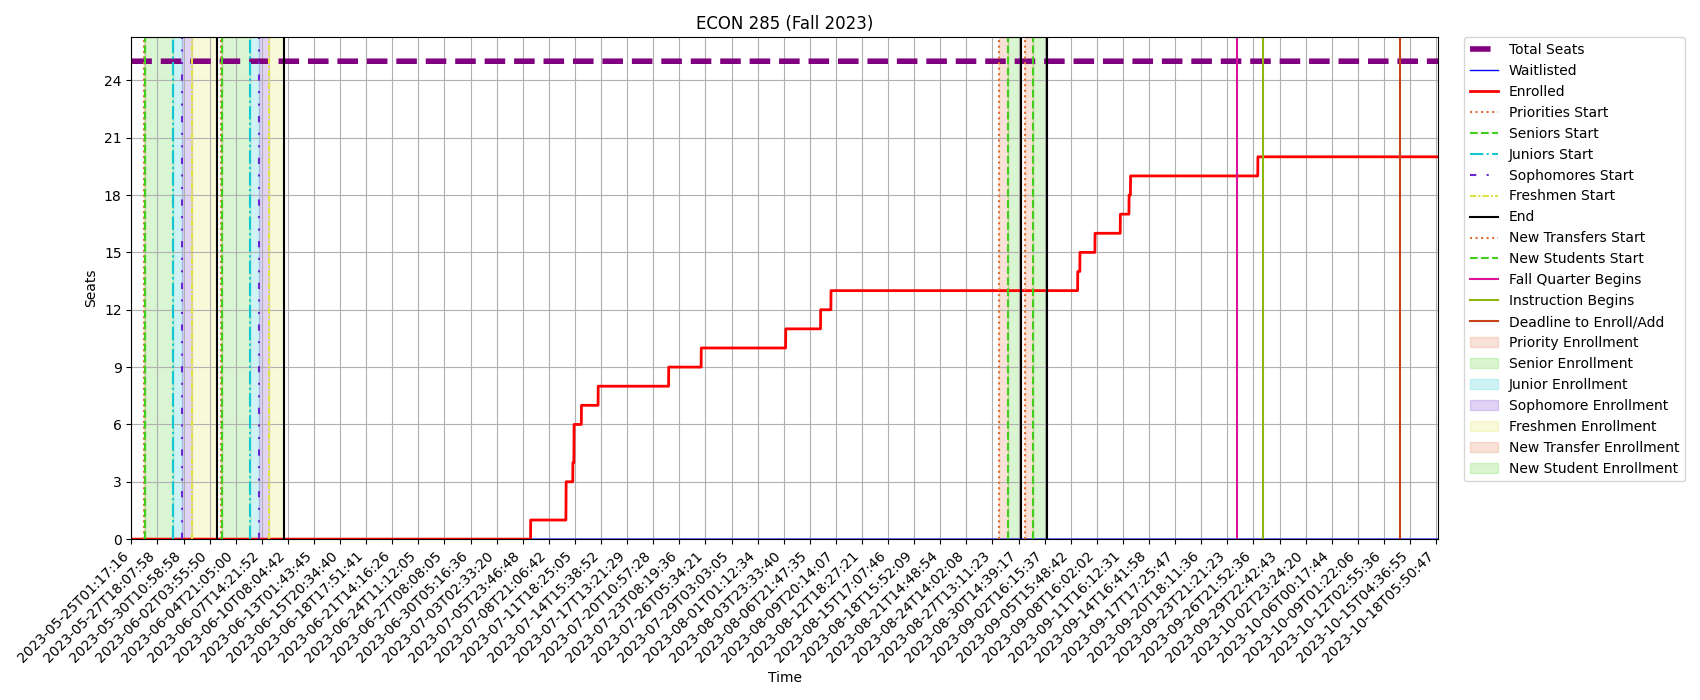 ECON 285 (Fall 2023)
Seats
24
21
18
15
12
9
6
3
0
2023-05-25T01:17:16
2023-05-27T18:07:58
2023-05-30T10:58:58
2023-06-02T03:55:50
2023-06-04T21:05:00
2023-06-07T14:21:52
2023-06-10T08:04:42
2023-06-13T01:43:45
2023-06-15T20:34:40
2023-06-18T17:51:41
2023-06-21T14:16:26
2023-06-24T11:12:05
2023-06-27T08:08:05
2023-06-30T05:16:36
2023-07-03T02:33:20
2023-07-05T23:46:48
2023-07-08T21:06:42
2023-07-11T18:25:05
2023-07-14T15:38:52
2023-07-17T13:21:29
2023-07-20T10:57:28
2023-07-23T08:19:36
2023-07-26T05:34:21
2023-07-29T03:03:05
2023-08-01T01:12:34
2023-08-03T23:33:40
2023-08-06T21:47:35
2023-08-09T20:14:07
2023-08-12T18:27:21
2023-08-15T17:07:46
2023-08-18T15:52:09
2023-08-21T14:48:54
2023-08-24T14:02:08
2023-08-27T13:11:23
2023-08-30T14:39:17
2023-09-02T16:15:37
2023-09-05T15:48:42
2023-09-08T16:02:02
2023-09-11T16:12:31
2023-09-14T16:41:58
2023-09-17T17:25:47
2023-09-20T18:11:36
2023-09-23T21:21:23
2023-09-26T21:52:36
2023-09-29T22:42:43
2023-10-02T23:24:20
2023-10-06T00:17:44
2023-10-09T01:22:06
2023-10-12T02:55:36
2023-10-15T04:36:55
2023-10-18T05:50:47
Time
Total Seats
Waitlisted
Enrolled
Priorities Start
Seniors Start
Juniors Start
Sophomores Start
Freshmen Start
End
New Transfers Start
New Students Start
Fall Quarter Begins
Instruction Begins
Deadline to Enroll/Add
Priority Enrollment
Senior Enrollment
Junior Enrollment
Sophomore Enrollment
Freshmen Enrollment
New Transfer Enrollment
New Student Enrollment